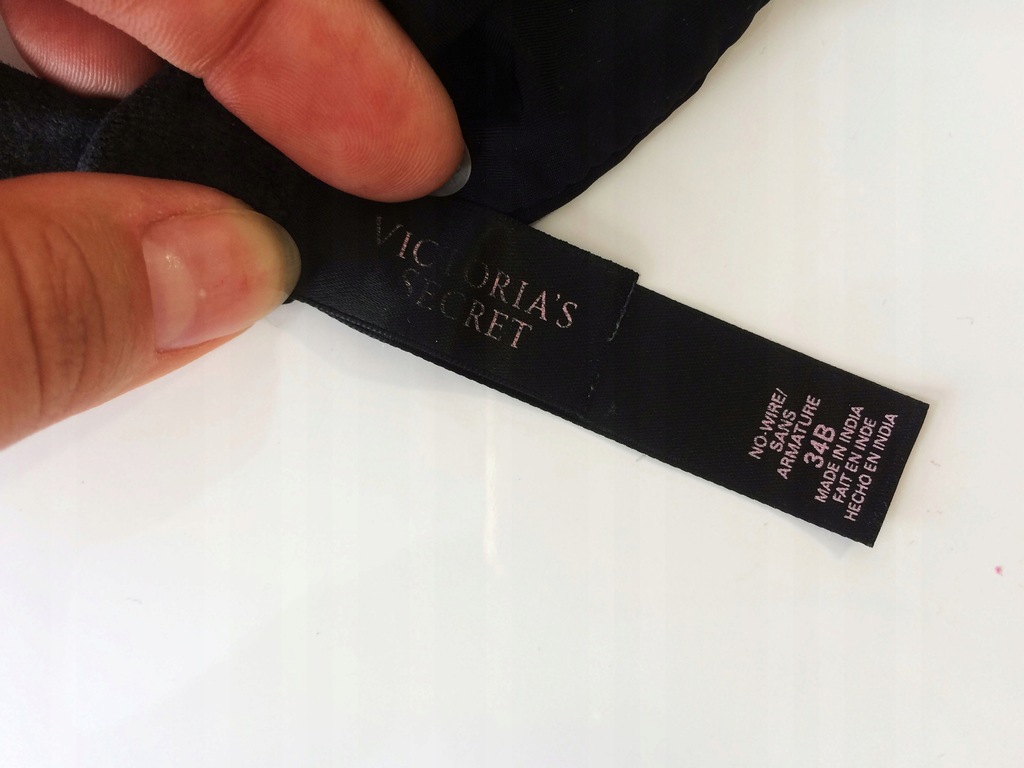 VICTORIA'S
SECRET
NO-WIRE/
SANS
ARMATURE
34B
MADE IN INDIA
FAIT EN INDE
HECHO EN INDIA